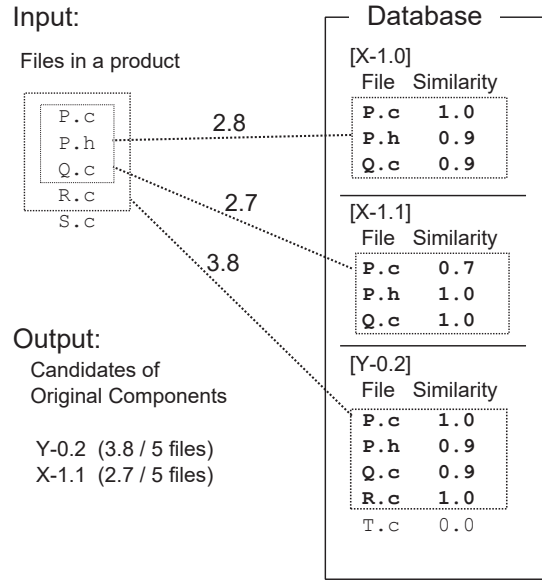 Input:
Files in a product
P.c
P.h
Q.c
R.c
S.c
2.8
2.7
3.8
Output:
Candidates of
Original Components
Y-0.2 (3.8 / 5 files)
X-1.1 (2.7 / 5 files)
Database
[X-1.0]
File Similarity
P.c 1.0
P.h 0.9
Q.c 0.9
[X-1.1]
File Similarity
P.c 0.7
P.h 1.0
Q.c 1.0
[Y-0.2]
File Similarity
P.c 1.0
P.h 0.9
Q.c 0.9
R.c 1.0
T.c 0.0